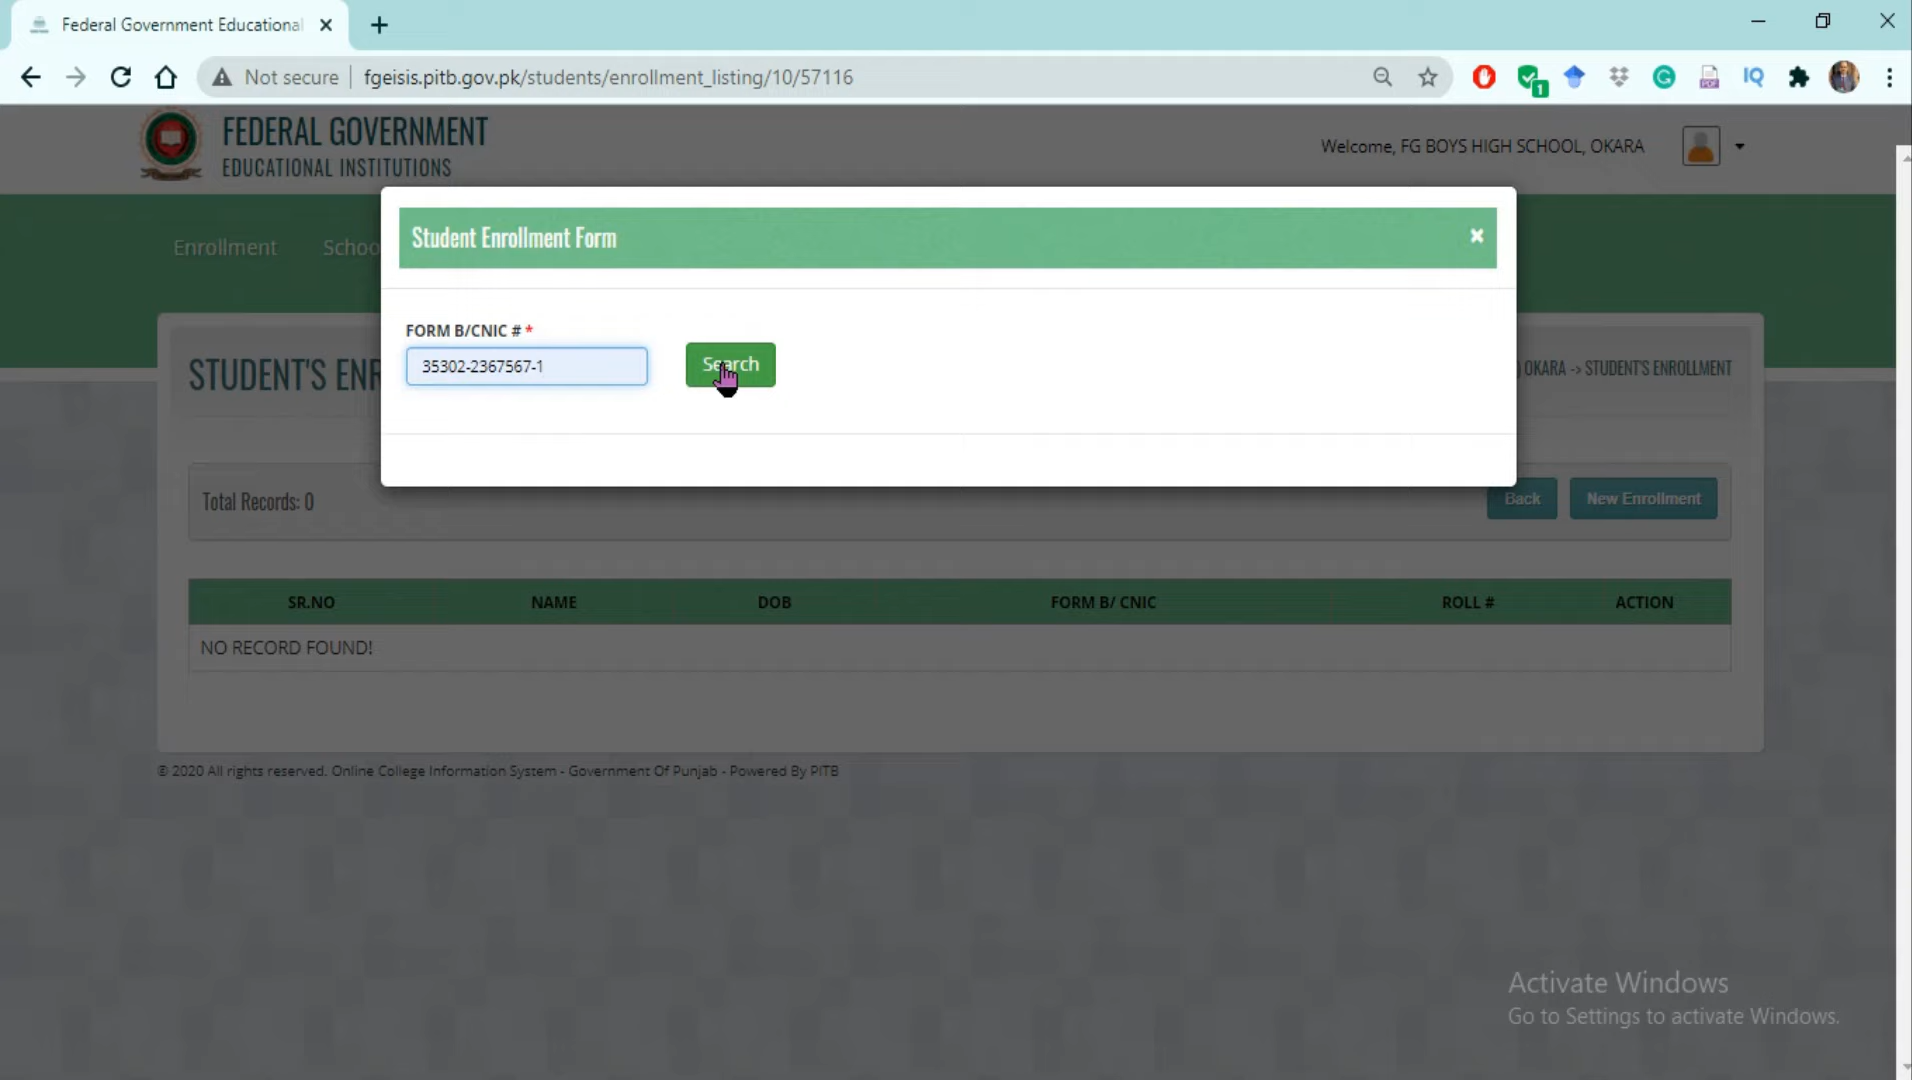 Federal Government Educational
Not secure
fgeisis.pitb.gov.pk/students/enrollment_listing/10/57116
1
IQ
FEDERAL GOVERNMENT
EDUCATIONAL INSTITUTIONS
Welcome, FG BOYS HIGH SCHOOL, OKARA
Enrollment
Schoo
Student Enrollment Form
FORM B/CNIC # *
35302-2367567-1
Search
STUDENT'S ENR
) OKARA -> STUDENT'S ENROLLMENT
Total Records: 0
Back
New Enrollment
SR.NO NAME DOB FORM B/ CNIC ROLL # ACTION
NO RECORD FOUND!
© 2020 All rights reserved. Online College Information System - Government Of Punjab - Powered By PITB
Activate Windows
Go to Settings to activate Windows.